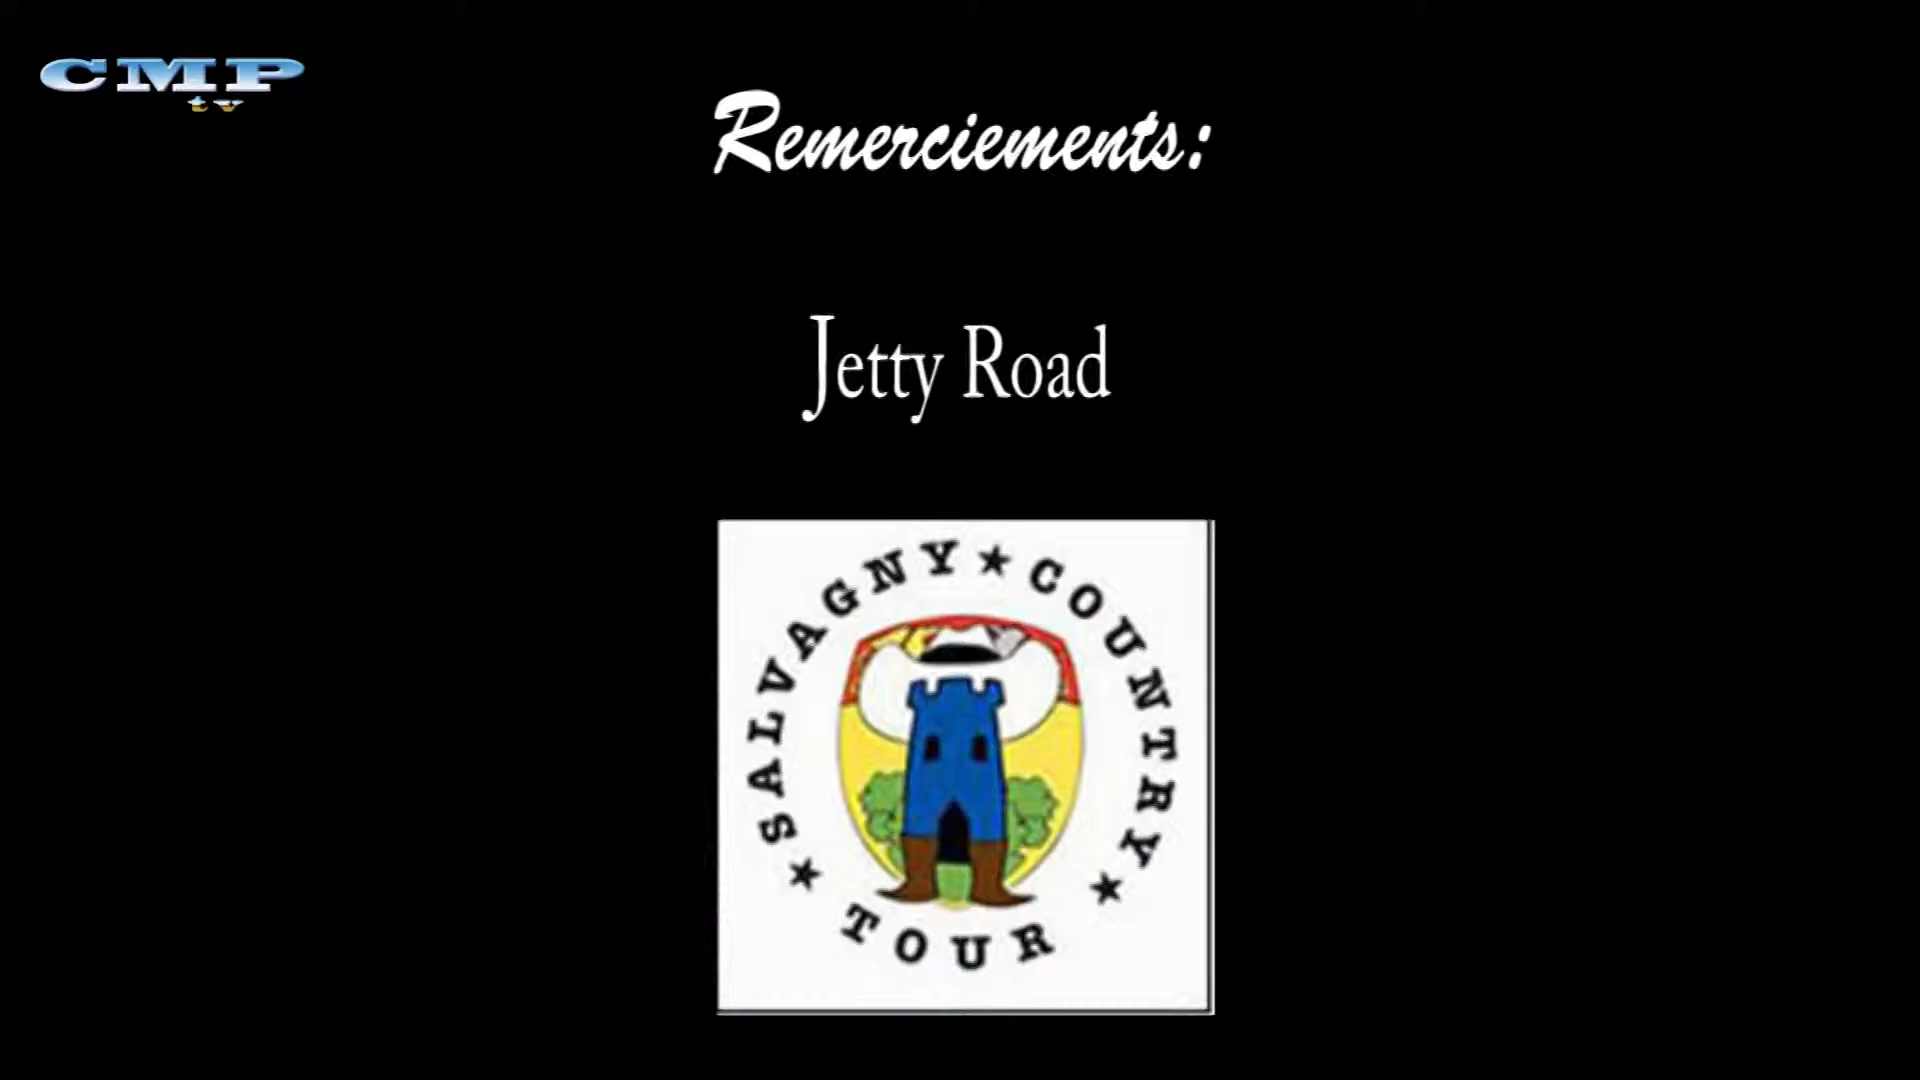 CMP
tv
Remerciements:
Jetty Road
SALVAGNY ★ COUNTRY ★ TOUR ★